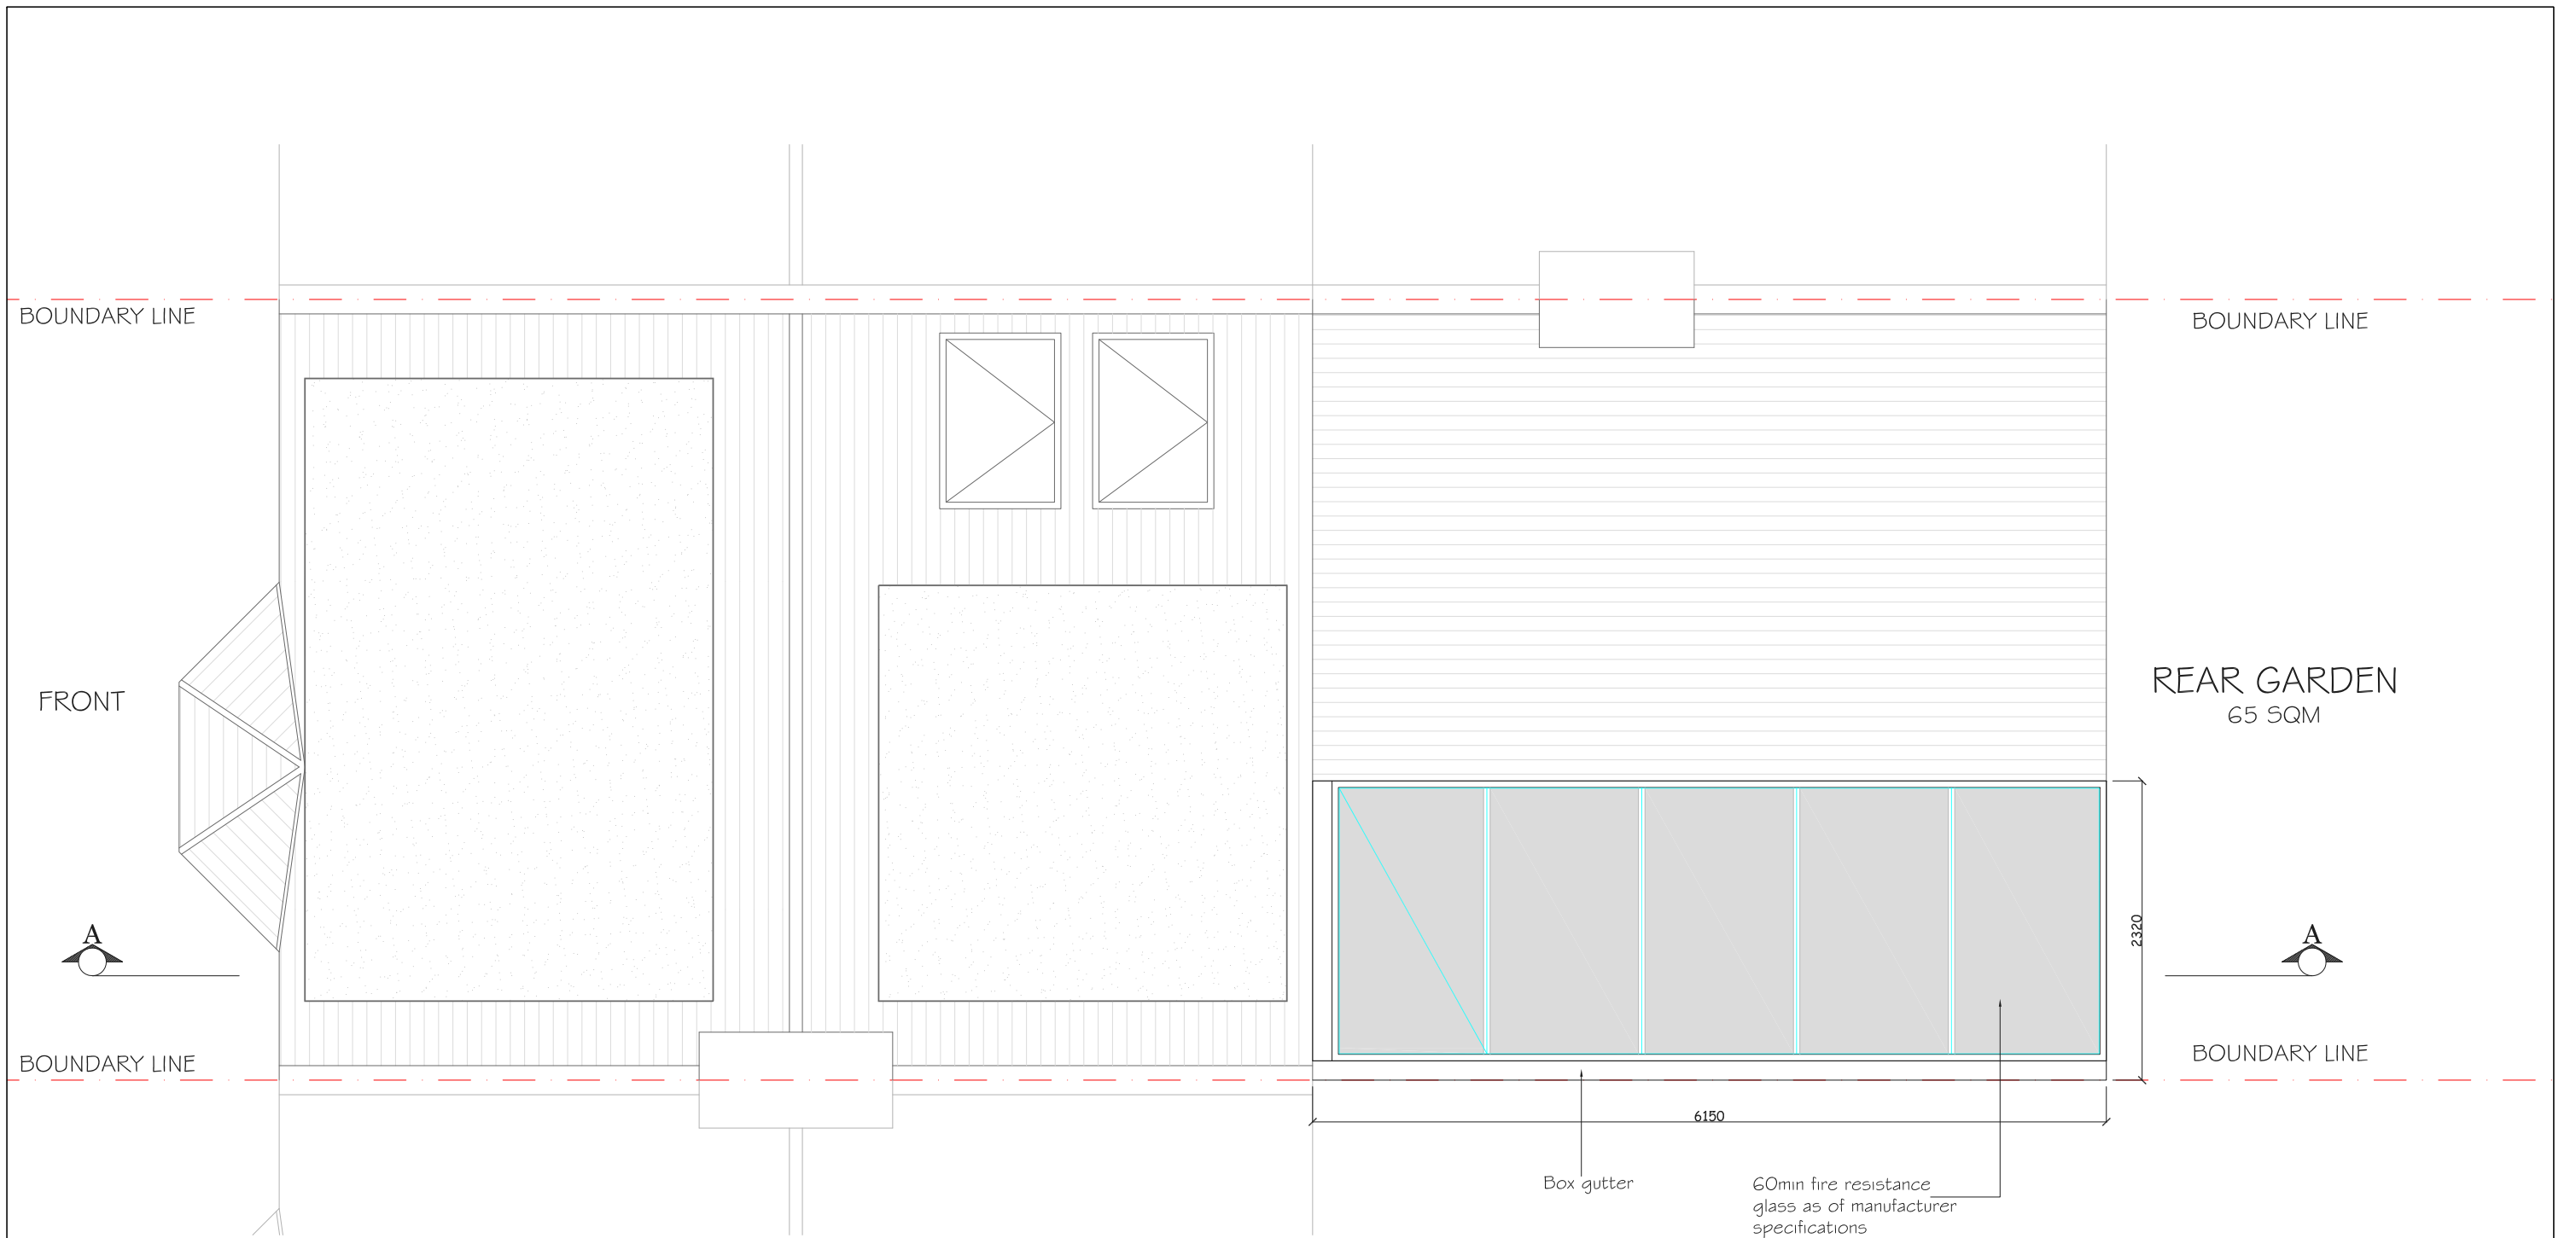 BOUNDARY LINE
BOUNDARY LINE
FRONT
REAR GARDEN
65 SQM
A
A
2320
BOUNDARY LINE
BOUNDARY LINE
6150
Box gutter
60min fire resistance
glass as of manufacturer
specifications